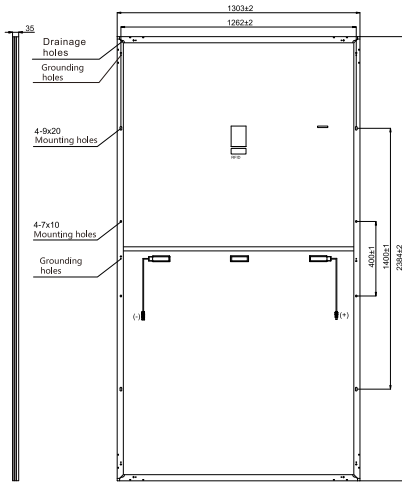 1303±2
1262±2
35
Drainage
holes
Grounding
holes
4-9x20
Mounting holes
RFID
4-7x10
Mounting holes
Grounding
holes
400±1
1400±1
2384±2
(-)
(+)